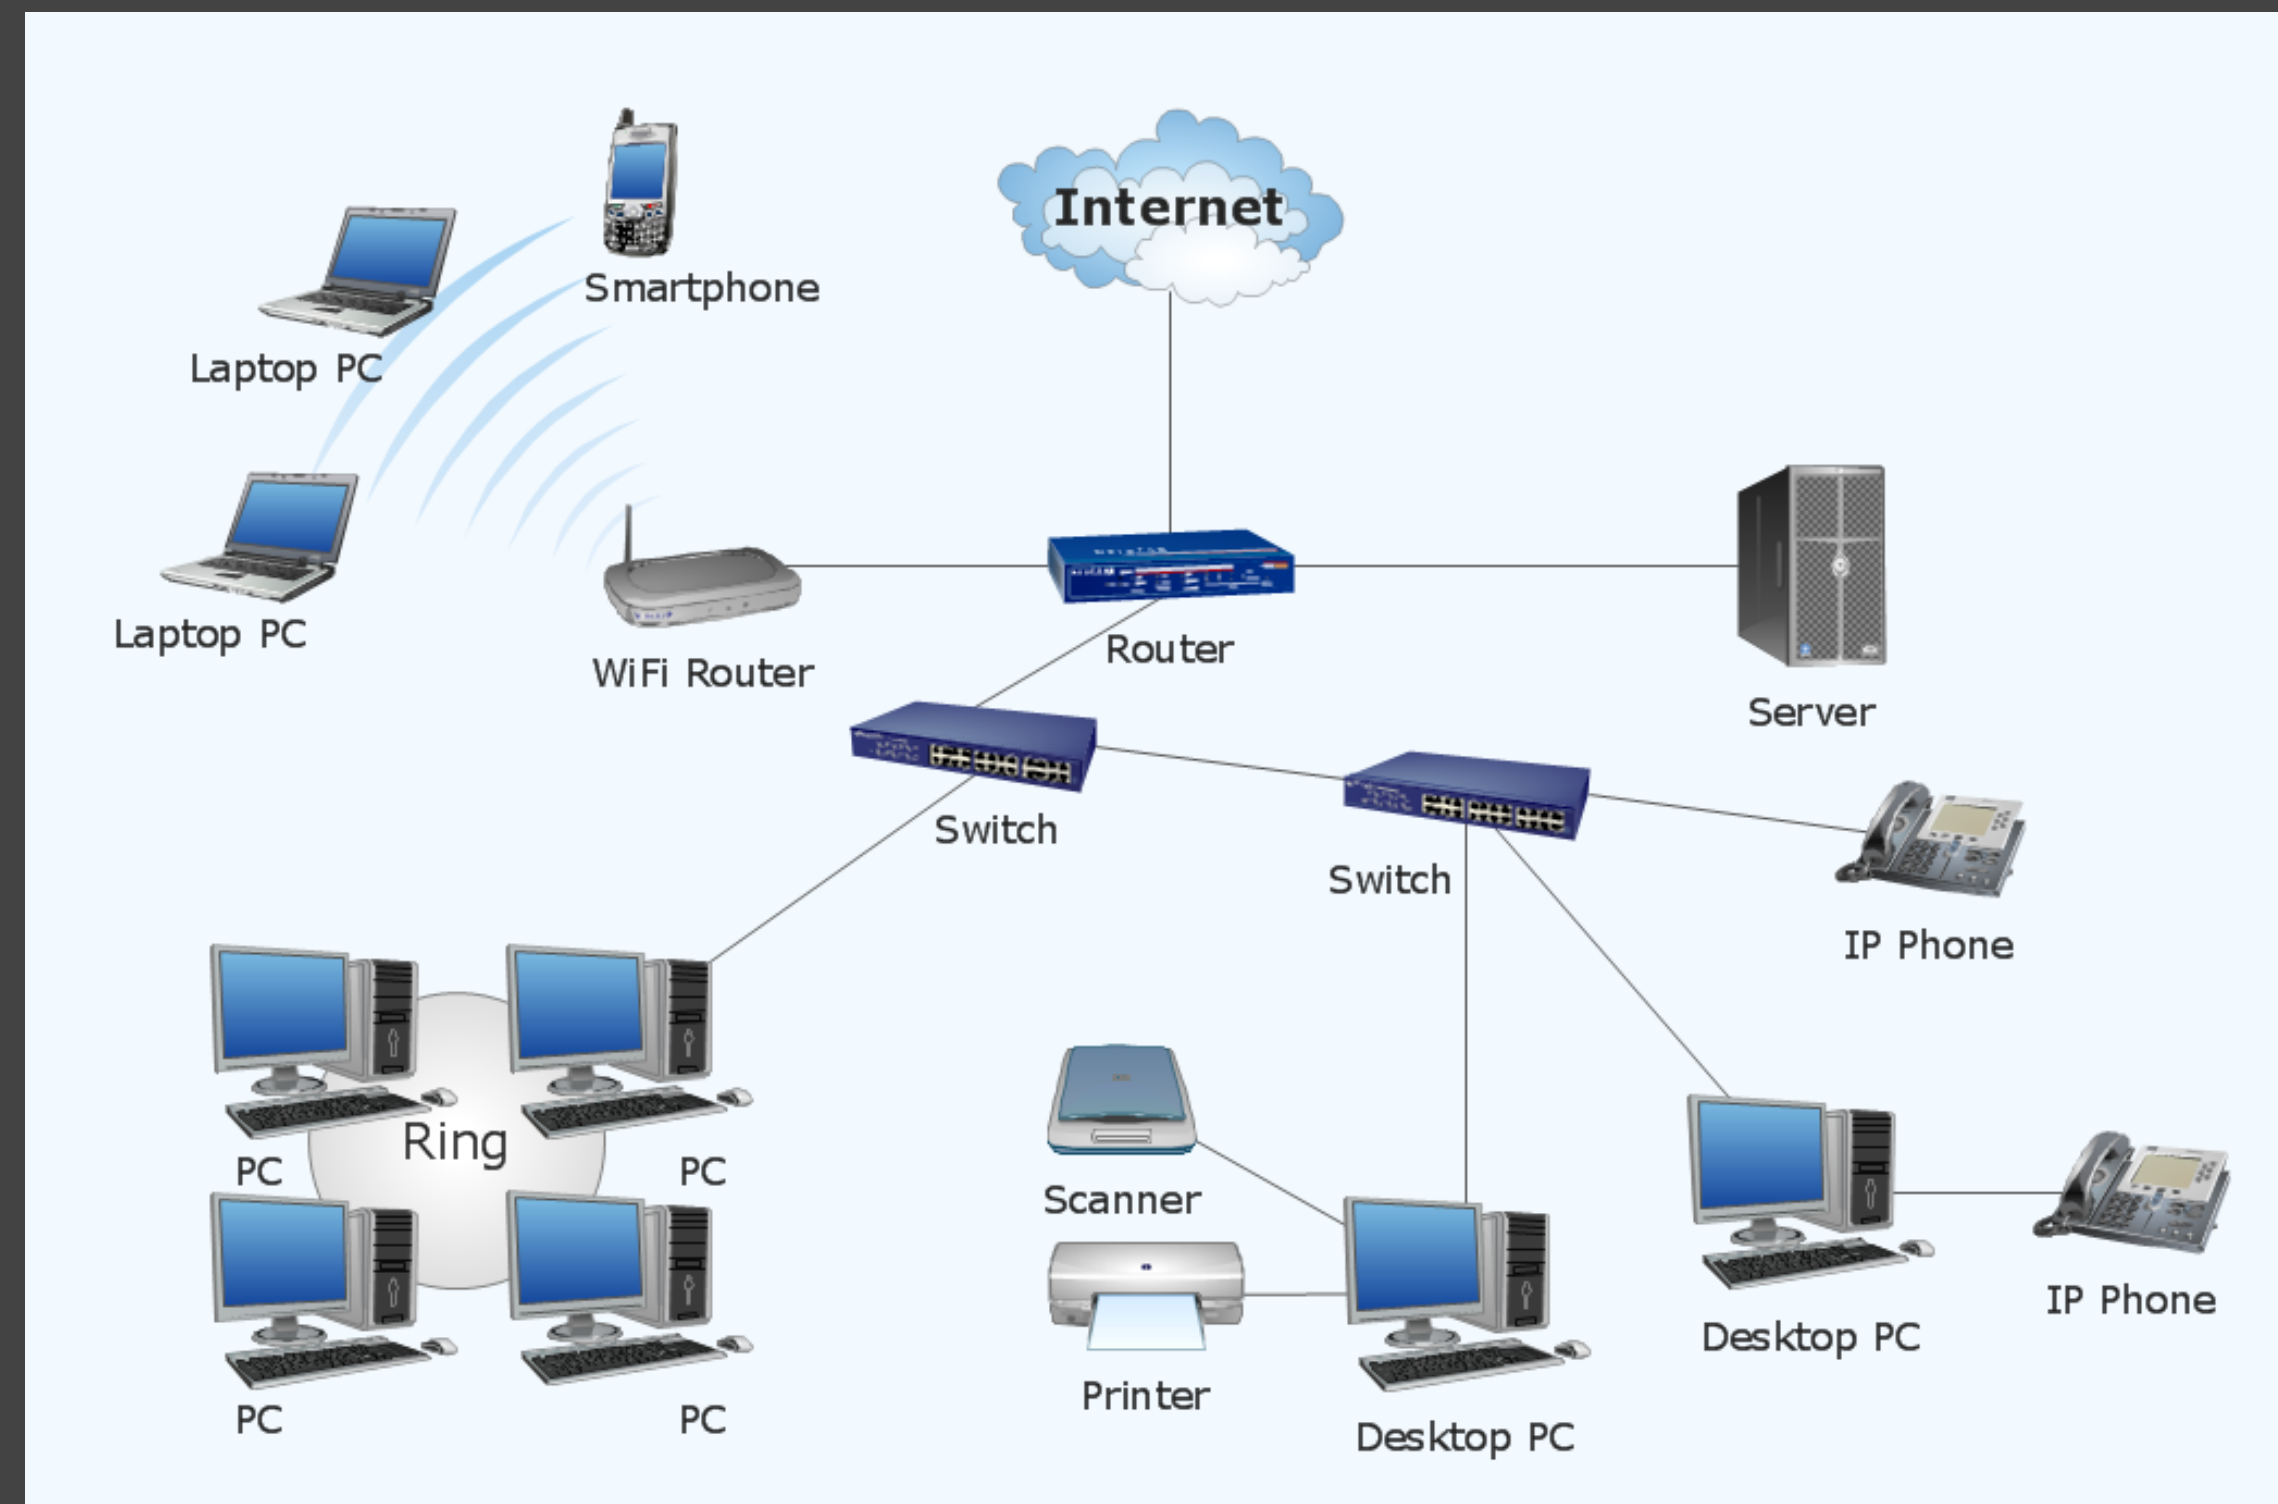 Internet
Smartphone
Laptop PC
Laptop PC
WiFi Router
Router
Server
Switch
Switch
IP Phone
Ring
PC
PC
Scanner
PC
PC
Printer
Desktop PC
Desktop PC
IP Phone